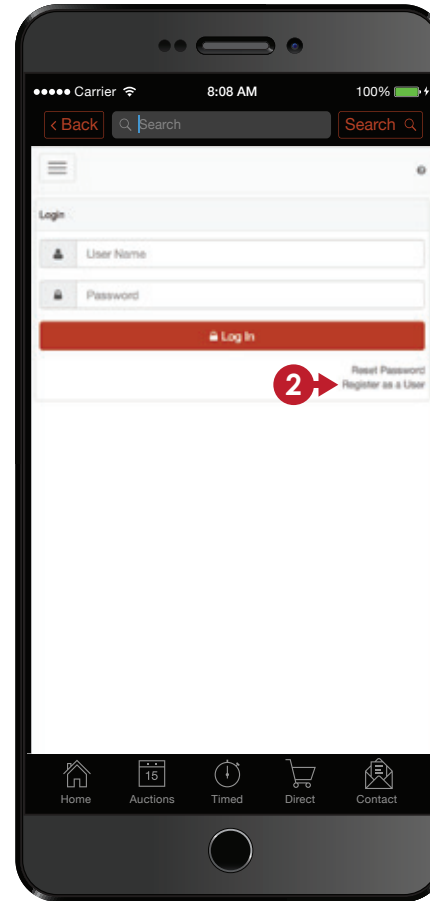 Carrier 8:08 AM 100%
< Back Search Search
Login
User Name
Password
Log In
Reset Password
2 Register as a User
15
Home Auctions Timed Direct Contact